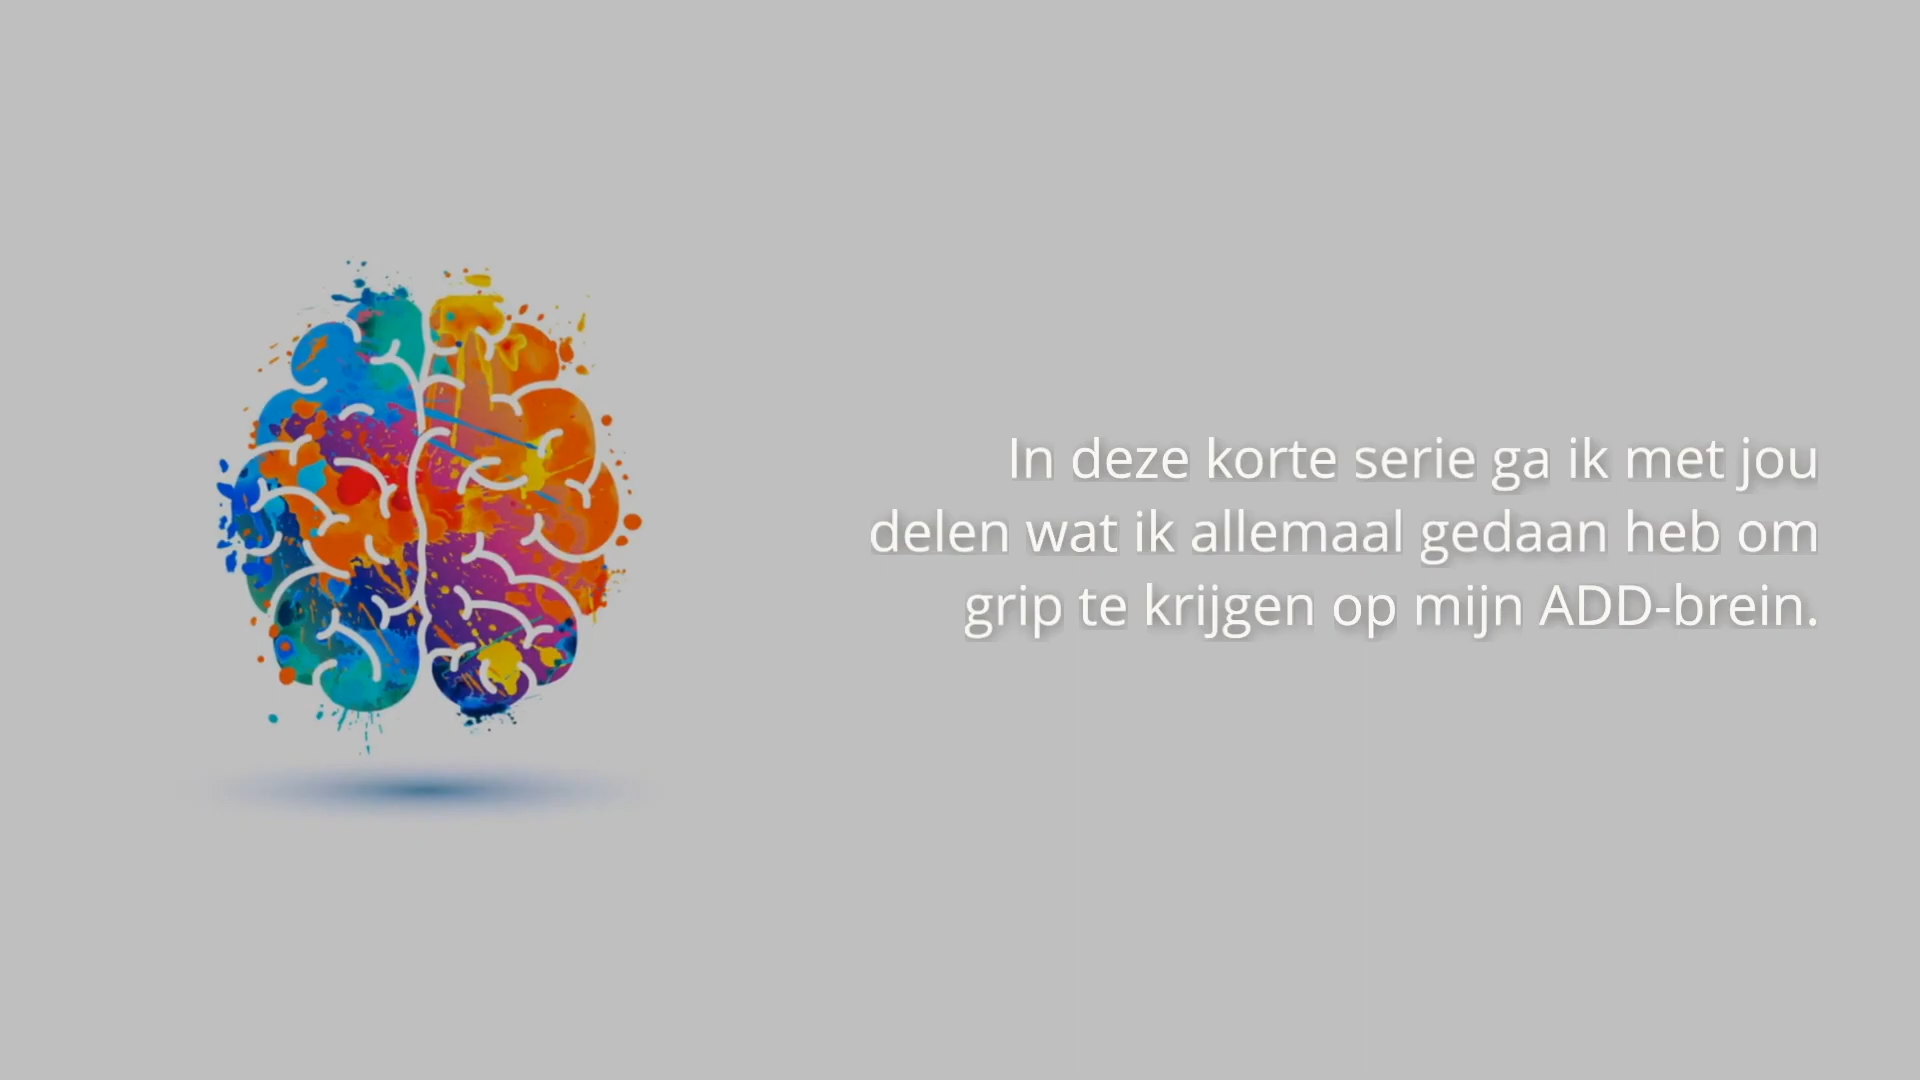 In deze korte serie ga ik met jou
delen wat ik allemaal gedaan heb om
grip te krijgen op mijn ADD-brein.